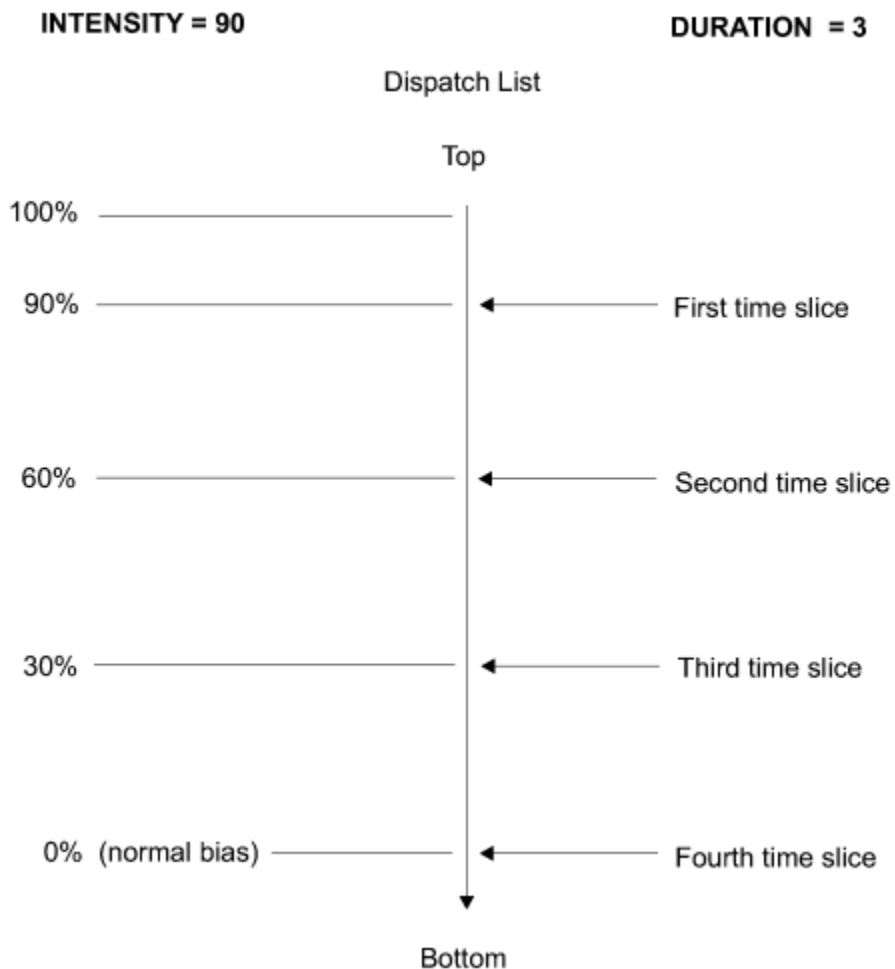 INTENSITY = 90
DURATION = 3
Dispatch List
Top
100%
90%
First time slice
60%
Second time slice
30%
Third time slice
0% (normal bias)
Fourth time slice
Bottom